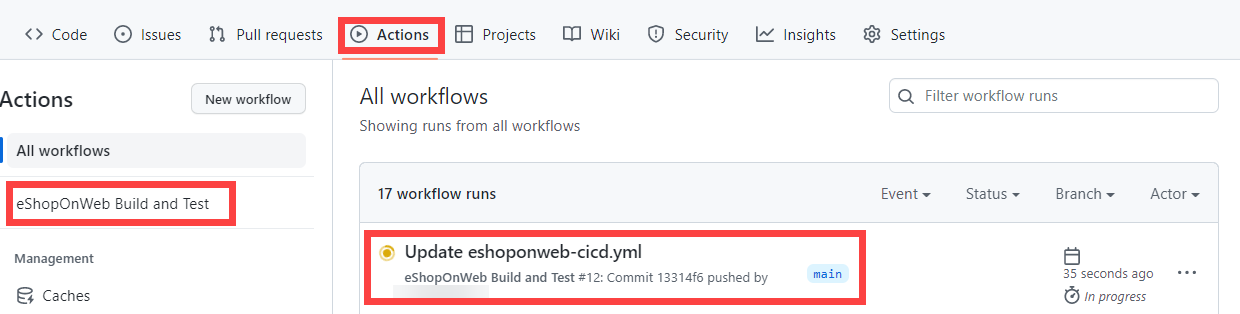 Code Issues Pull requests Actions Projects Wiki Security Insights Settings
Actions New workflow
All workflows
eShopOnWeb Build and Test
Management
Caches
All workflows
Filter workflow runs
Showing runs from all workflows
17 workflow runs Event Status Branch Actor
Update eshoponweb-cicd.yml
eShopOnWeb Build and Test #12: Commit 13314f6 pushed by
main
35 seconds ago
In progress